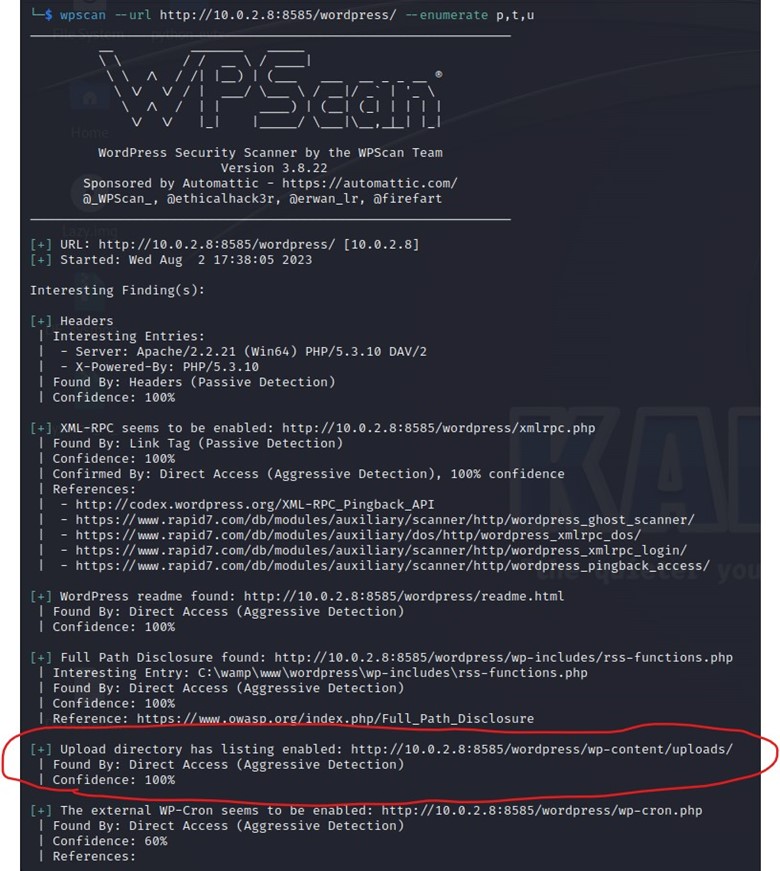 └─$ wpscan --url http://10.0.2.8:8585/wordpress/ --enumerate p,t,u
WPScan ®
WordPress Security Scanner by the WPScan Team
Version 3.8.22
Sponsored by Automattic - https://automattic.com/
@_WPScan_, @ethicalhack3r, @erwan_lr, @firefart
[+] URL: http://10.0.2.8:8585/wordpress/ [10.0.2.8]
[+] Started: Wed Aug  2 17:38:05 2023
Interesting Finding(s):
[+] Headers
| Interesting Entries:
|  - Server: Apache/2.2.21 (Win64) PHP/5.3.10 DAV/2
|  - X-Powered-By: PHP/5.3.10
| Found By: Headers (Passive Detection)
| Confidence: 100%
[+] XML-RPC seems to be enabled: http://10.0.2.8:8585/wordpress/xmlrpc.php
| Found By: Link Tag (Passive Detection)
| Confidence: 100%
| Confirmed By: Direct Access (Aggressive Detection), 100% confidence
| References:
|  - http://codex.wordpress.org/XML-RPC_Pingback_API
|  - https://www.rapid7.com/db/modules/auxiliary/scanner/http/wordpress_ghost_scanner/
|  - https://www.rapid7.com/db/modules/auxiliary/dos/http/wordpress_xmlrpc_dos/
|  - https://www.rapid7.com/db/modules/auxiliary/scanner/http/wordpress_xmlrpc_login/
|  - https://www.rapid7.com/db/modules/auxiliary/scanner/http/wordpress_pingback_access/
[+] WordPress readme found: http://10.0.2.8:8585/wordpress/readme.html
| Found By: Direct Access (Aggressive Detection)
| Confidence: 100%
[+] Full Path Disclosure found: http://10.0.2.8:8585/wordpress/wp-includes/rss-functions.php
| Interesting Entry: C:\wamp\www\wordpress\wp-includes\rss-functions.php
| Found By: Direct Access (Aggressive Detection)
| Confidence: 100%
| Reference: https://www.owasp.org/index.php/Full_Path_Disclosure
[+] Upload directory has listing enabled: http://10.0.2.8:8585/wordpress/wp-content/uploads/
| Found By: Direct Access (Aggressive Detection)
| Confidence: 100%
[+] The external WP-Cron seems to be enabled: http://10.0.2.8:8585/wordpress/wp-cron.php
| Found By: Direct Access (Aggressive Detection)
| Confidence: 60%
| References:
Home
KAL
the quieter you